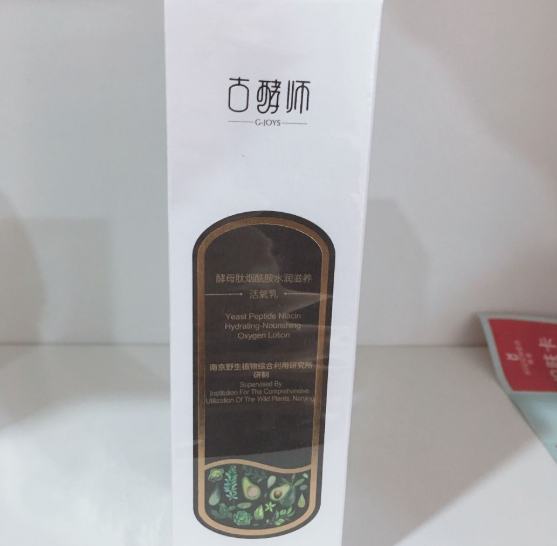 古酵师
G-JOYS
酵母肽烟酰胺水润滋养
活氧乳
Yeast Peptide Niacin
Hydrating-Nourishing
Oxygen Lotion
南京野生植物综合利用研究所
研制
Supervised By
Institution For The Comprehensive
Utilization Of The Wild Plants, Nanjing